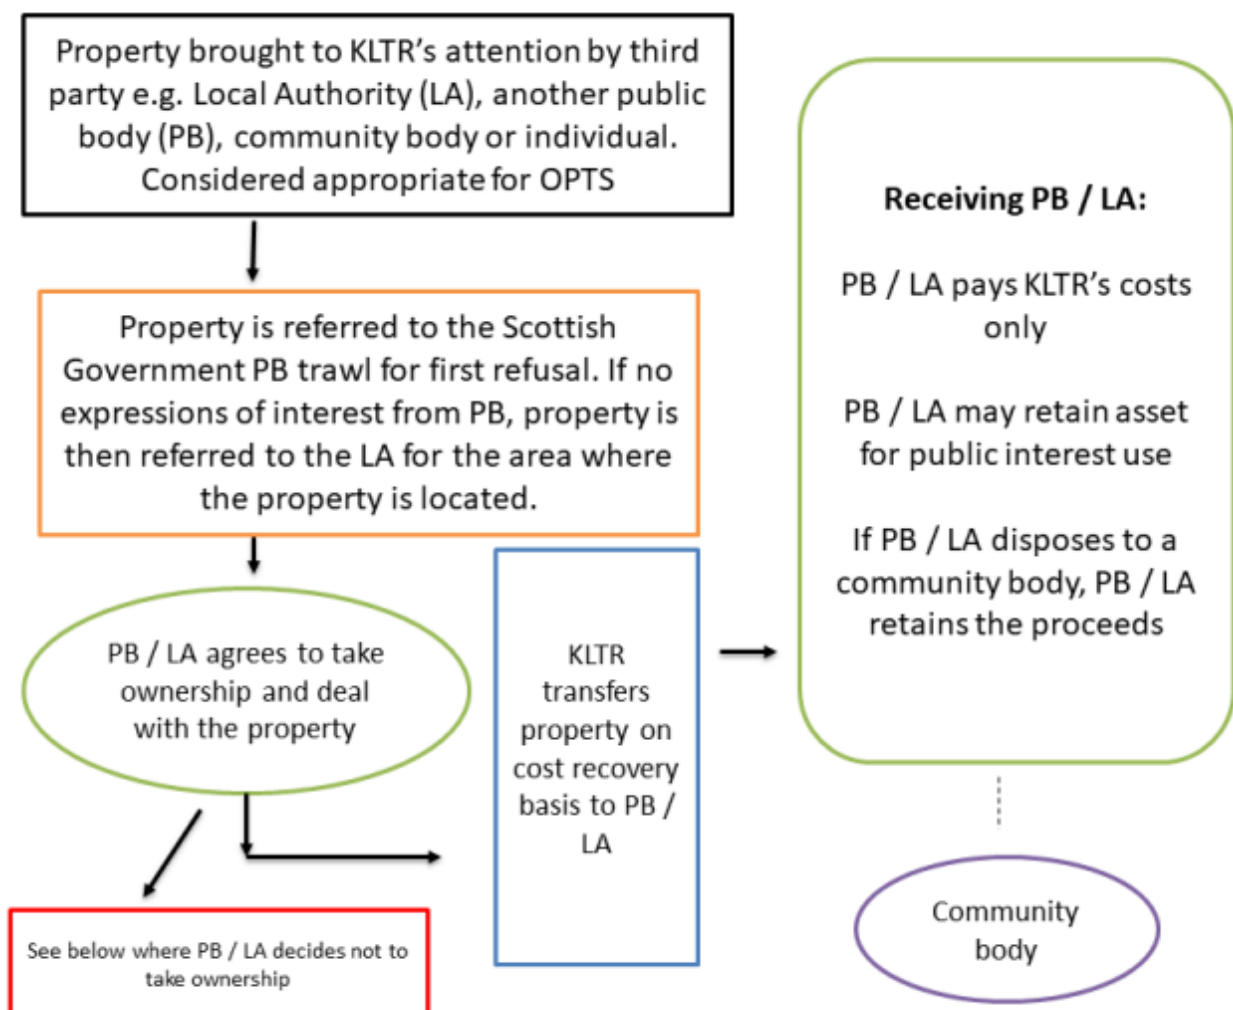 Property brought to KLTR's attention by third
party e.g. Local Authority (LA), another public
body (PB), community body or individual.
Considered appropriate for OPTS
Property is referred to the Scottish
Government PB trawl for first refusal. If no
expressions of interest from PB, property is
then referred to the LA for the area where
the property is located.
PB / LA agrees to take
ownership and deal
with the property
See below where PB / LA decides not to
take ownership
KLTR
transfers
property on
cost recovery
basis to PB /
LA
Receiving PB / LA:
PB / LA pays KLTR's costs
only
PB / LA may retain asset
for public interest use
If PB / LA disposes to a
community body, PB / LA
retains the proceeds
Community
body